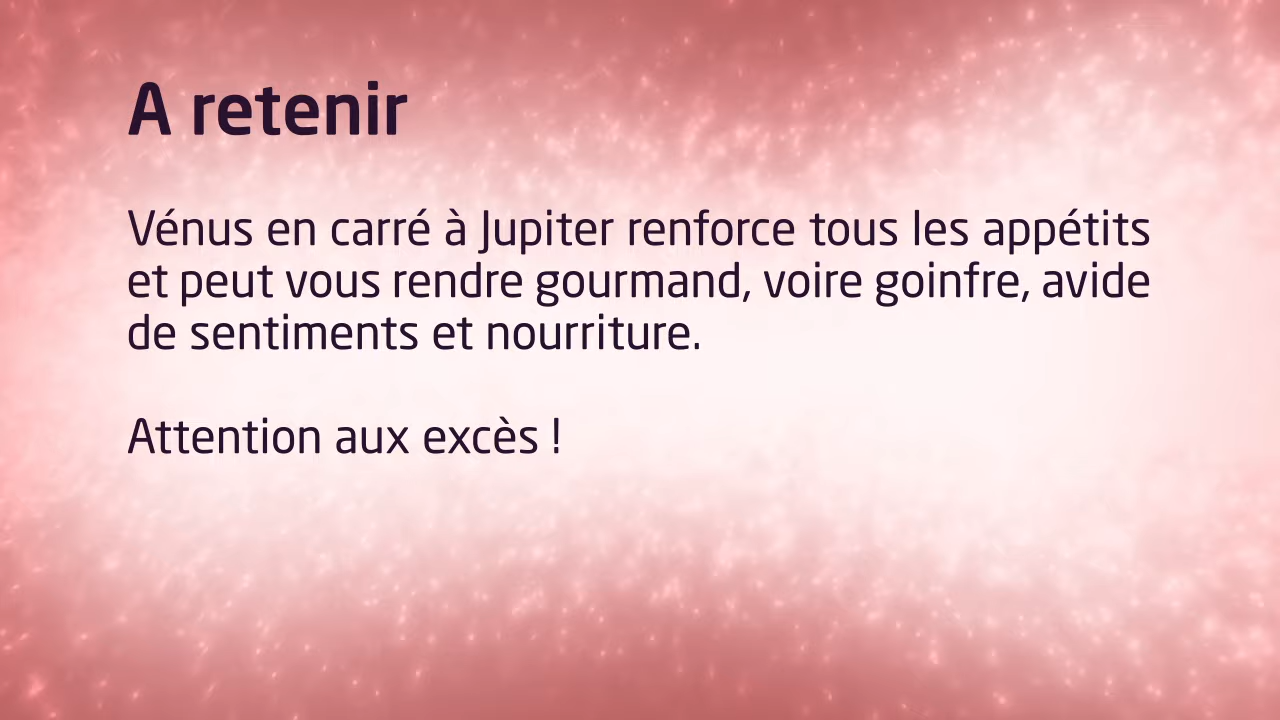 A retenir
Vénus en carré à Jupiter renforce tous les appétits
et peut vous rendre gourmand, voire goinfre, avide
de sentiments et nourriture.
Attention aux excès !